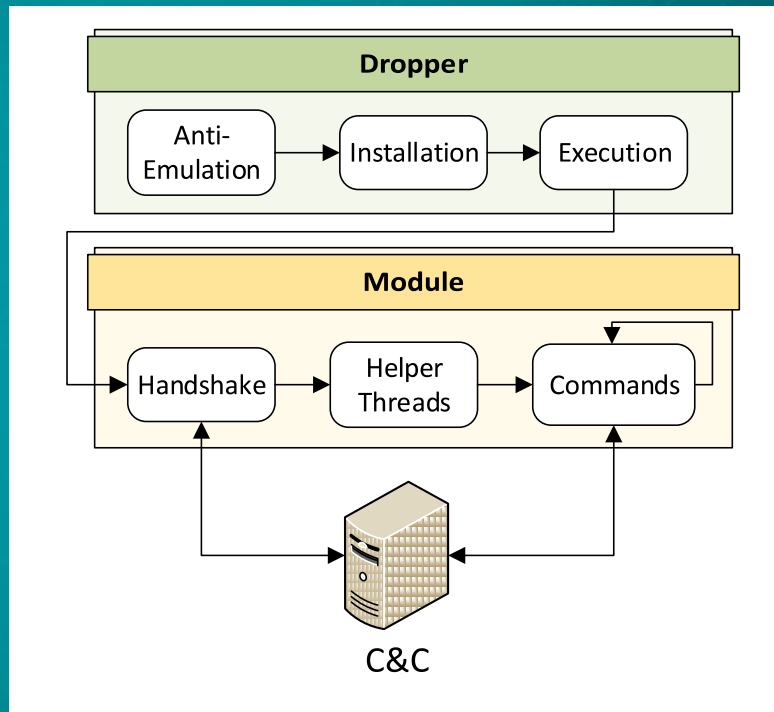 Dropper
Anti-
Emulation
Installation
Execution
Module
Handshake
Helper
Threads
Commands
C&C